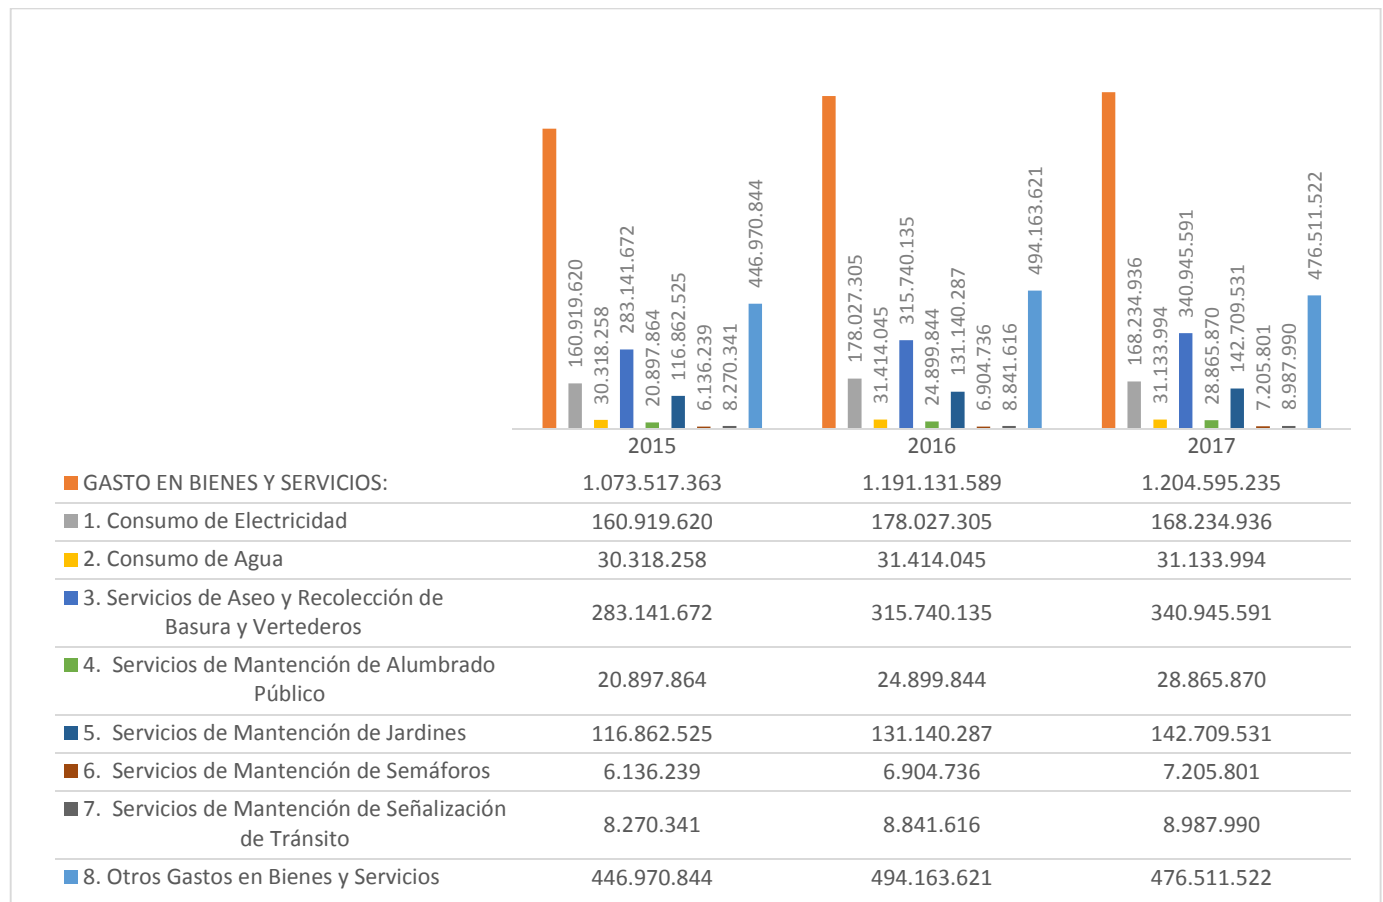 160.919.620
30.318.258
283.141.672
20.897.864
116.862.525
6.136.239
8.270.341
446.970.844
178.027.305
31.414.045
315.740.135
24.899.844
131.140.287
6.904.736
8.841.616
494.163.621
168.234.936
31.133.994
340.945.591
28.865.870
142.709.531
7.205.801
8.987.990
476.511.522
2015 2016 2017
GASTO EN BIENES Y SERVICIOS: 1.073.517.363 1.191.131.589 1.204.595.235
1. Consumo de Electricidad 160.919.620 178.027.305 168.234.936
2. Consumo de Agua 30.318.258 31.414.045 31.133.994
3. Servicios de Aseo y Recolección de
Basura y Vertederos 283.141.672 315.740.135 340.945.591
4. Servicios de Mantención de Alumbrado
Público 20.897.864 24.899.844 28.865.870
5. Servicios de Mantención de Jardines 116.862.525 131.140.287 142.709.531
6. Servicios de Mantención de Semáforos 6.136.239 6.904.736 7.205.801
7. Servicios de Mantención de Señalización
de Tránsito 8.270.341 8.841.616 8.987.990
8. Otros Gastos en Bienes y Servicios 446.970.844 494.163.621 476.511.522